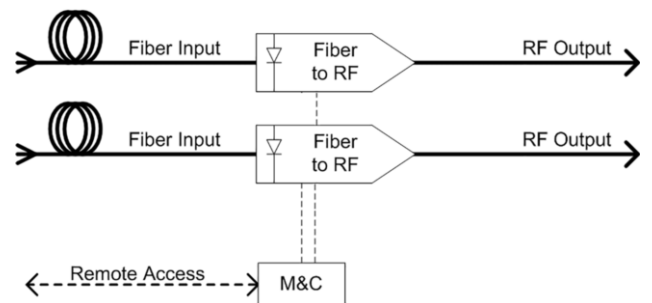 Fiber Input
Fiber
to RF
RF Output
Fiber Input
Fiber
to RF
RF Output
Remote Access
M&C